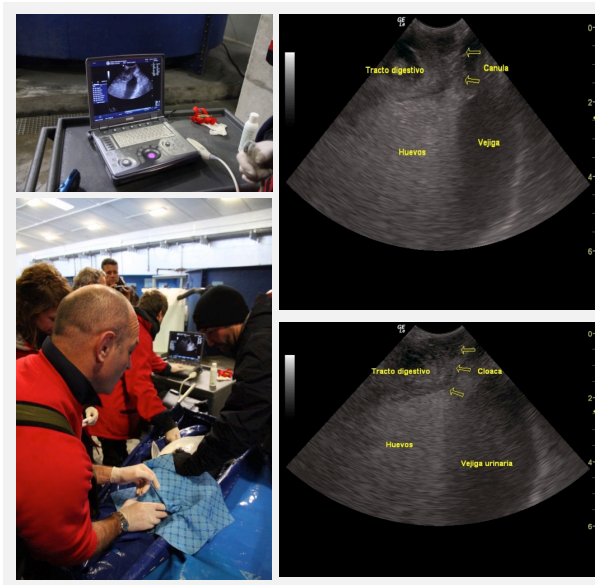 GE
0
Tracto digestivo
Canula
2
Huevos
Vejiga
4
6
GE
0
Tracto digestivo
Cloaca
2
Huevos
Vejiga urinaria
4
6